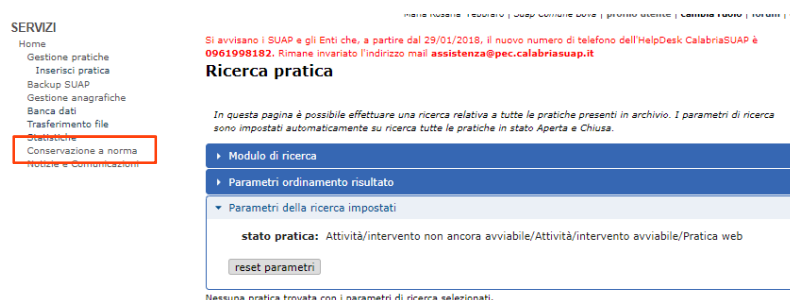 Maria Rosaria Tesoraro | Suap Comune Bova | profilo utente | cambia ruolo | forum |
SERVIZI
Home
Gestione pratiche
Inserisci pratica
Backup SUAP
Gestione anagrafiche
Banca dati
Trasferimento file
Statistiche
Conservazione a norma
Notizie e Comunicazioni
Si avvisano i SUAP e gli Enti che, a partire dal 29/01/2018, il nuovo numero di telefono dell'HelpDesk CalabriaSUAP è
0961998182. Rimane invariato l'indirizzo mail assistenza@pec.calabriasuap.it
Ricerca pratica
In questa pagina è possibile effettuare una ricerca relativa a tutte le pratiche presenti in archivio. I parametri di ricerca
sono impostati automaticamente su ricerca tutte le pratiche in stato Aperta e Chiusa.
Modulo di ricerca
Parametri ordinamento risultato
Parametri della ricerca impostati
stato pratica: Attività/intervento non ancora avviabile/Attività/intervento avviabile/Pratica web
reset parametri
Nessuna pratica trovata con i parametri di ricerca selezionati.